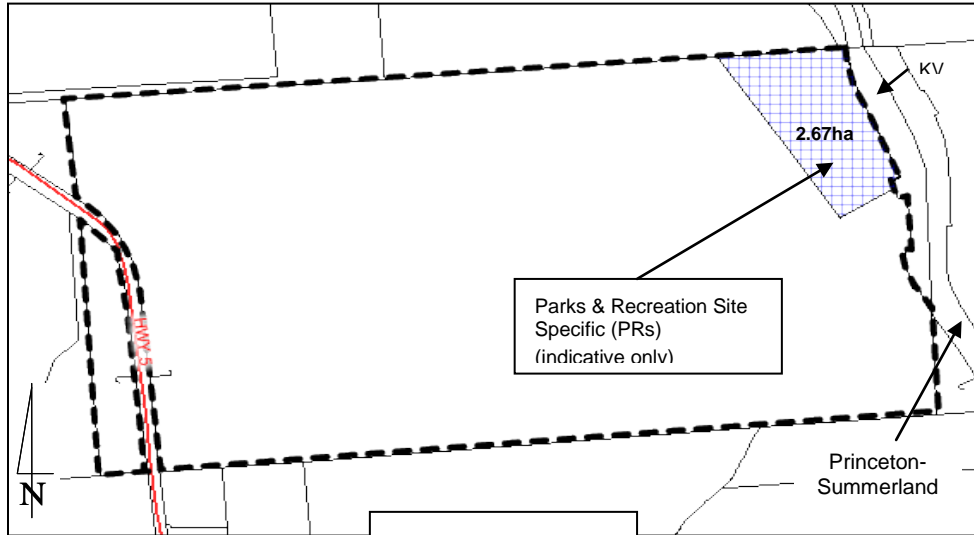 KV
2.67ha
Parks & Recreation Site
Specific (PRs)
(indicative only)
HWY 5
Princeton-
Summerland
N